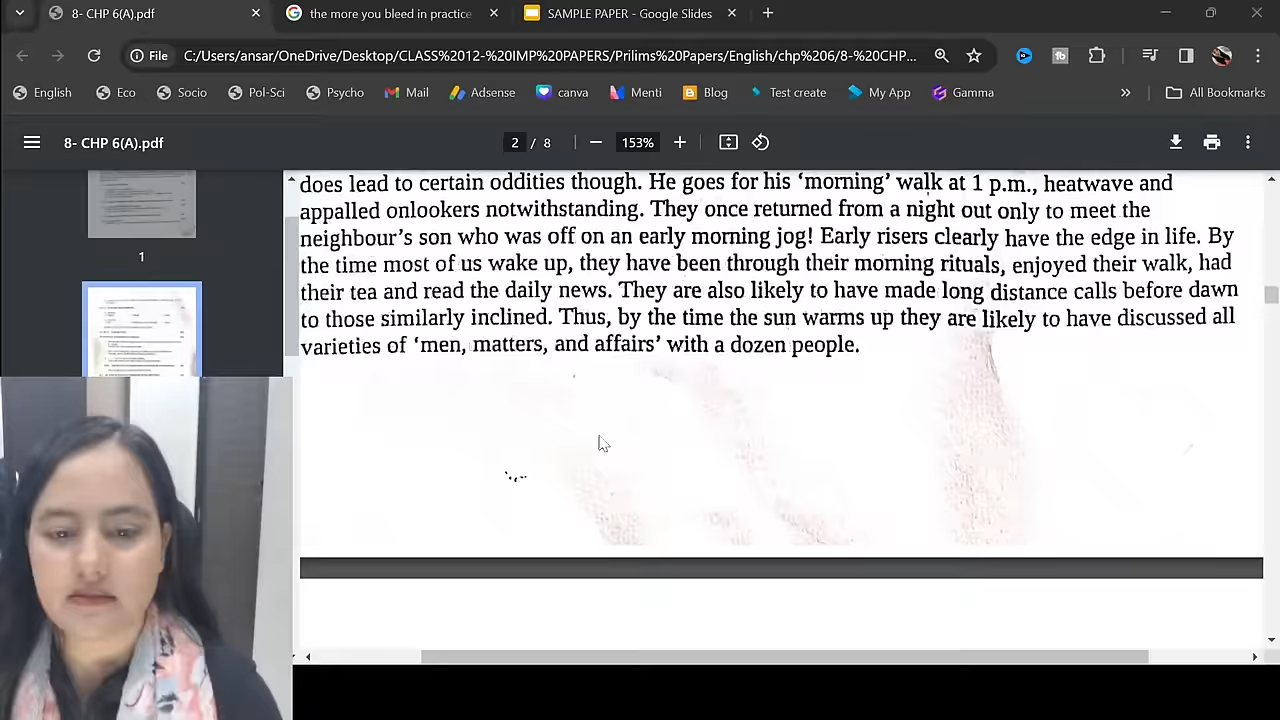 8- CHP 6(A).pdf
the more you bleed in practice
SAMPLE PAPER - Google Slides
File
C:/Users/ansar/OneDrive/Desktop/CLASS%2012-%20IMP%20PAPERS/Prilims%20Papers/English/chp%206/8-%20CHP...
English
Eco
Socio
Pol-Sci
Psycho
Mail
Adsense
canva
Menti
Blog
Test create
My App
Gamma
All Bookmarks
8- CHP 6(A).pdf
2 / 8
153%
does lead to certain oddities though. He goes for his ‘morning’ walk at 1 p.m., heatwave and
appalled onlookers notwithstanding. They once returned from a night out only to meet the
neighbour’s son who was off on an early morning jog! Early risers clearly have the edge in life. By
the time most of us wake up, they have been through their morning rituals, enjoyed their walk, had
their tea and read the daily news. They are also likely to have made long distance calls before dawn
to those similarly inclined. Thus, by the time the sun warms up they are likely to have discussed all
varieties of ‘men, matters, and affairs’ with a dozen people.
1